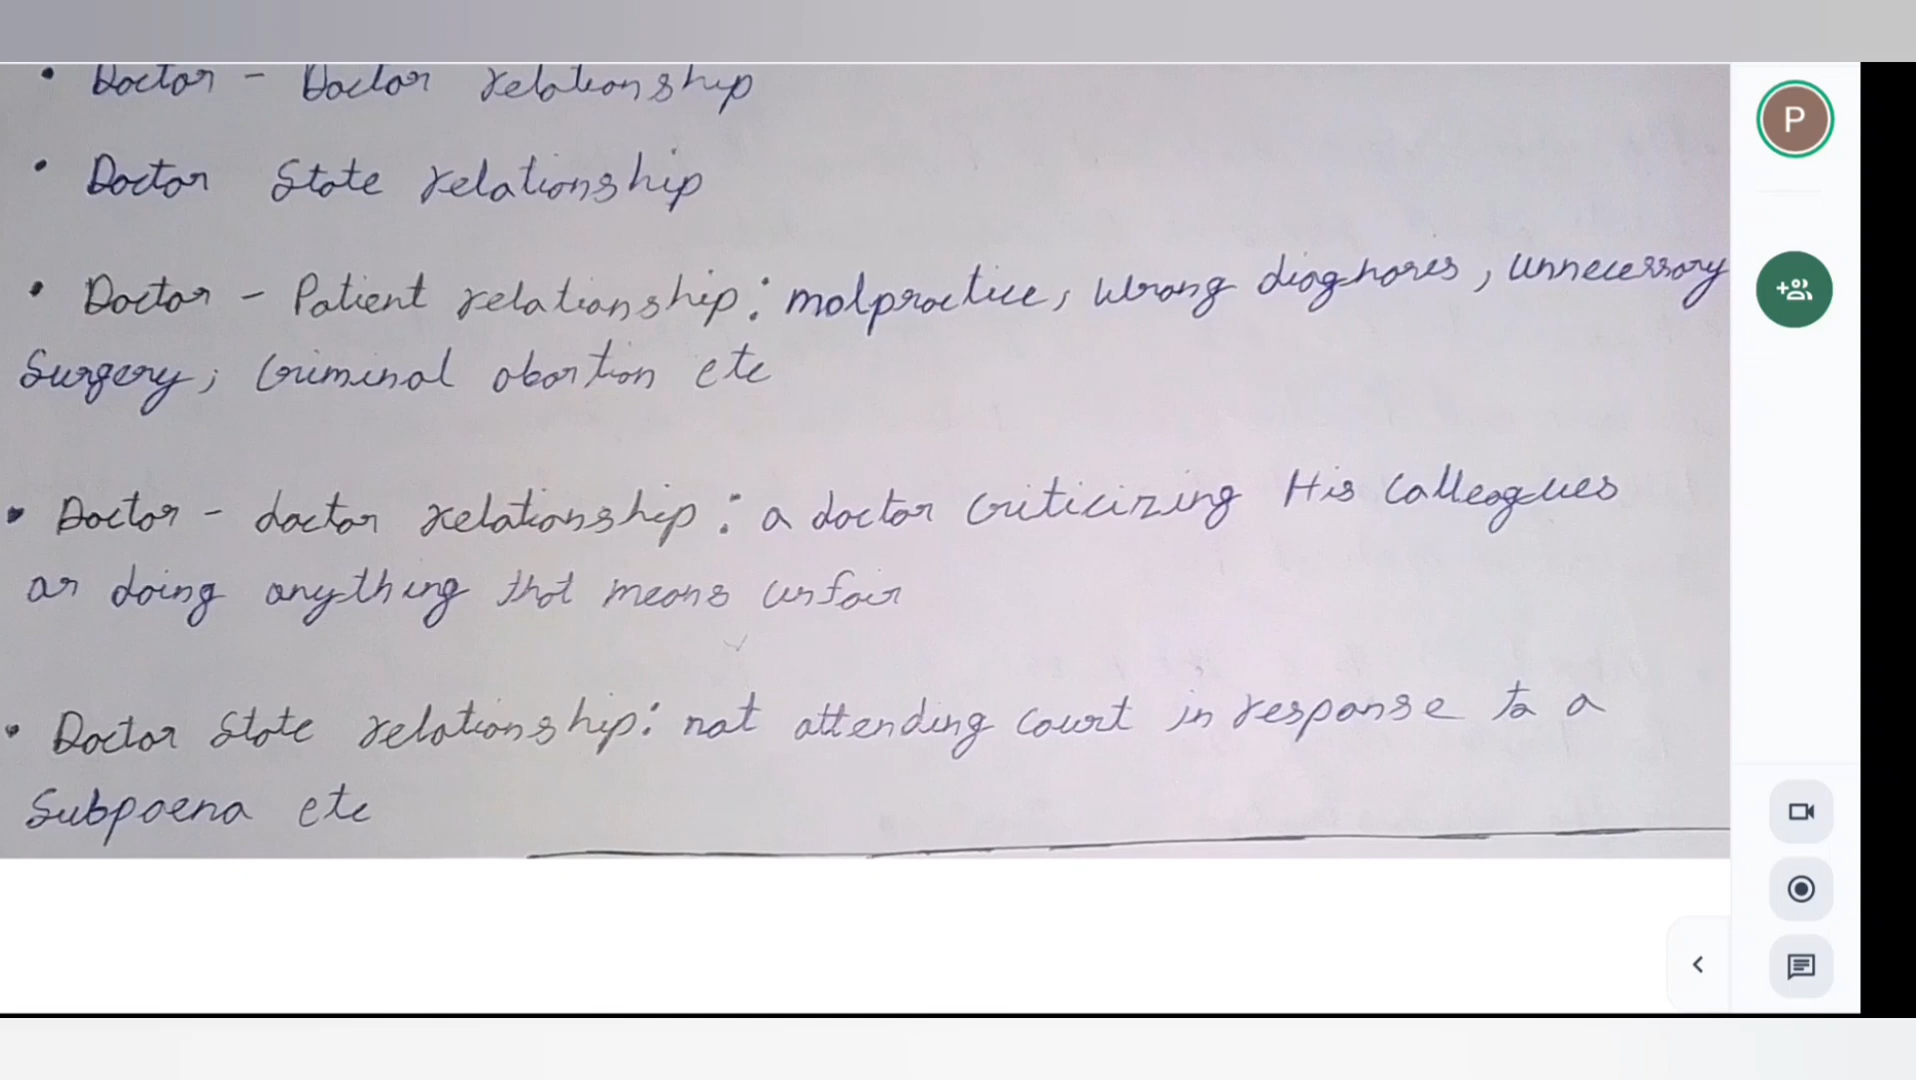 • Doctor - Doctor relationship
• Doctor State relationship
• Doctor - Patient relationship: malpractice, wrong diagnoses, unnecessary
Surgery, Criminal abortion etc
• Doctor - doctor relationship: a doctor criticizing His Colleagues
or doing anything that means unfair
• Doctor State relationship: not attending court in response to a
Subpoena etc
P